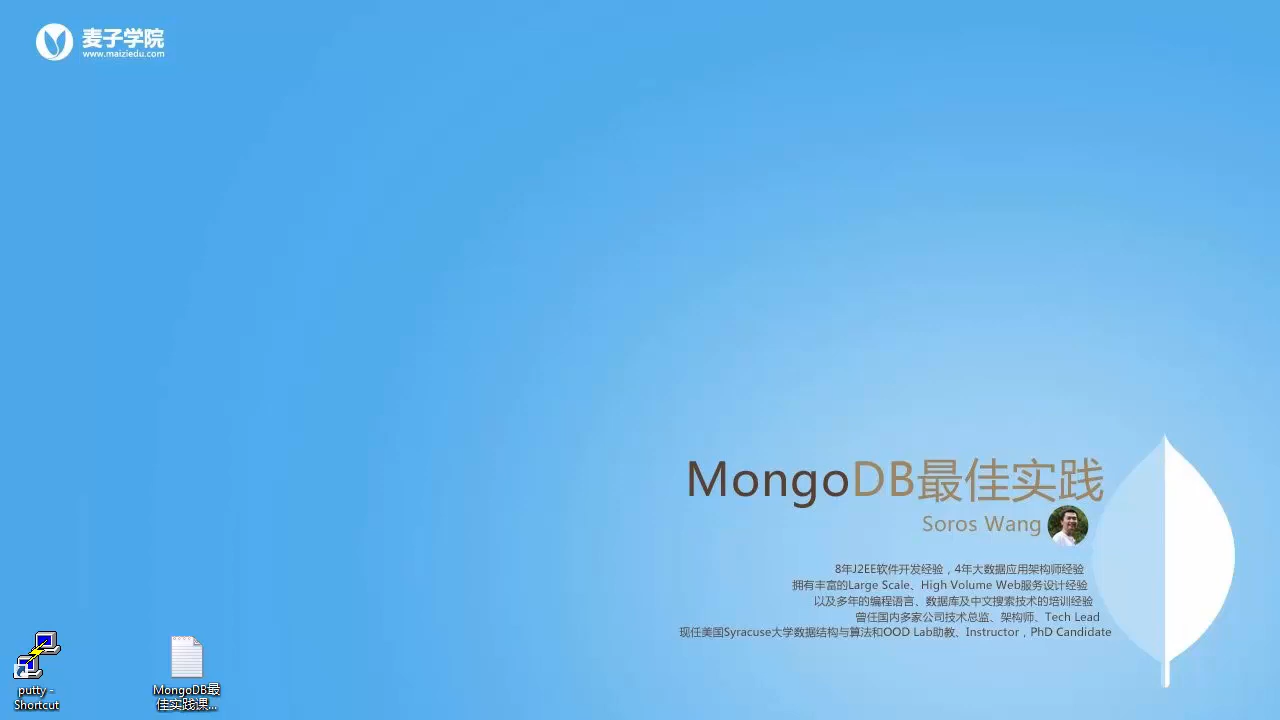 麦子学院
www.maiziedu.com
MongoDB最佳实践
Soros Wang
8年J2EE软件开发经验，4年大数据应用架构师经验
拥有丰富的Large Scale、High Volume Web服务设计经验
以及多年的编程语言、数据库及中文搜索技术的培训经验
曾任国内多家公司技术总监、架构师、Tech Lead
现任美国Syracuse大学数据结构与算法和OOD Lab助教、Instructor，PhD Candidate
putty -
Shortcut
MongoDB最
佳实践课...